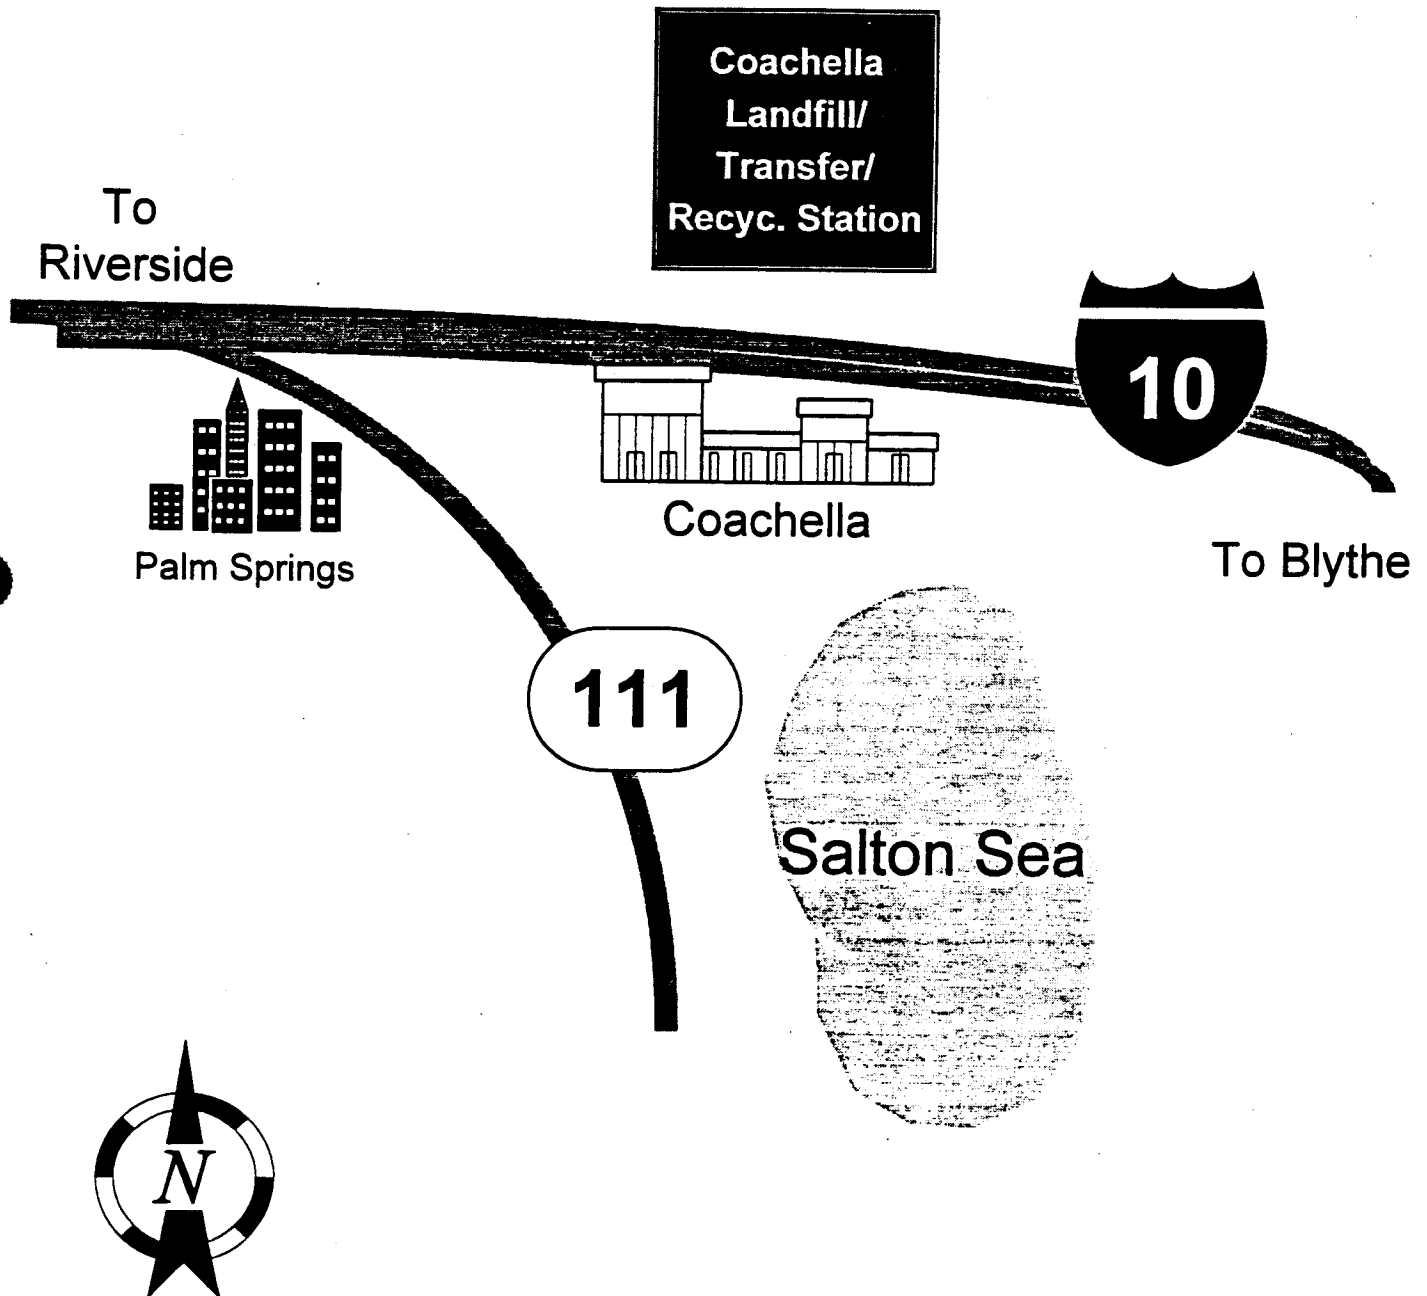 Coachella
Landfill/
Transfer/
Recyc. Station
To
Riverside
10
Coachella
To Blythe
Palm Springs
111
Salton Sea
N